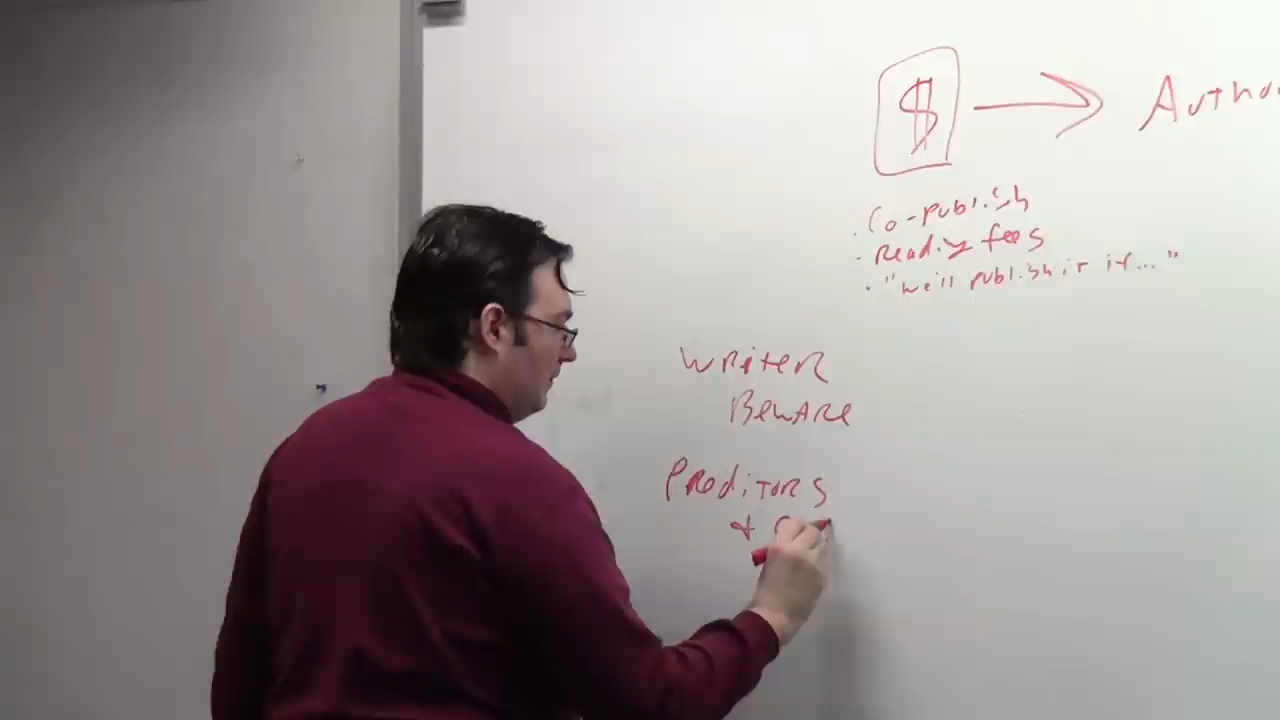 $ → Autho
· Co-publish
· Reading fees
· "we'll publish it if..."
Writer
Beware
Preditors
+